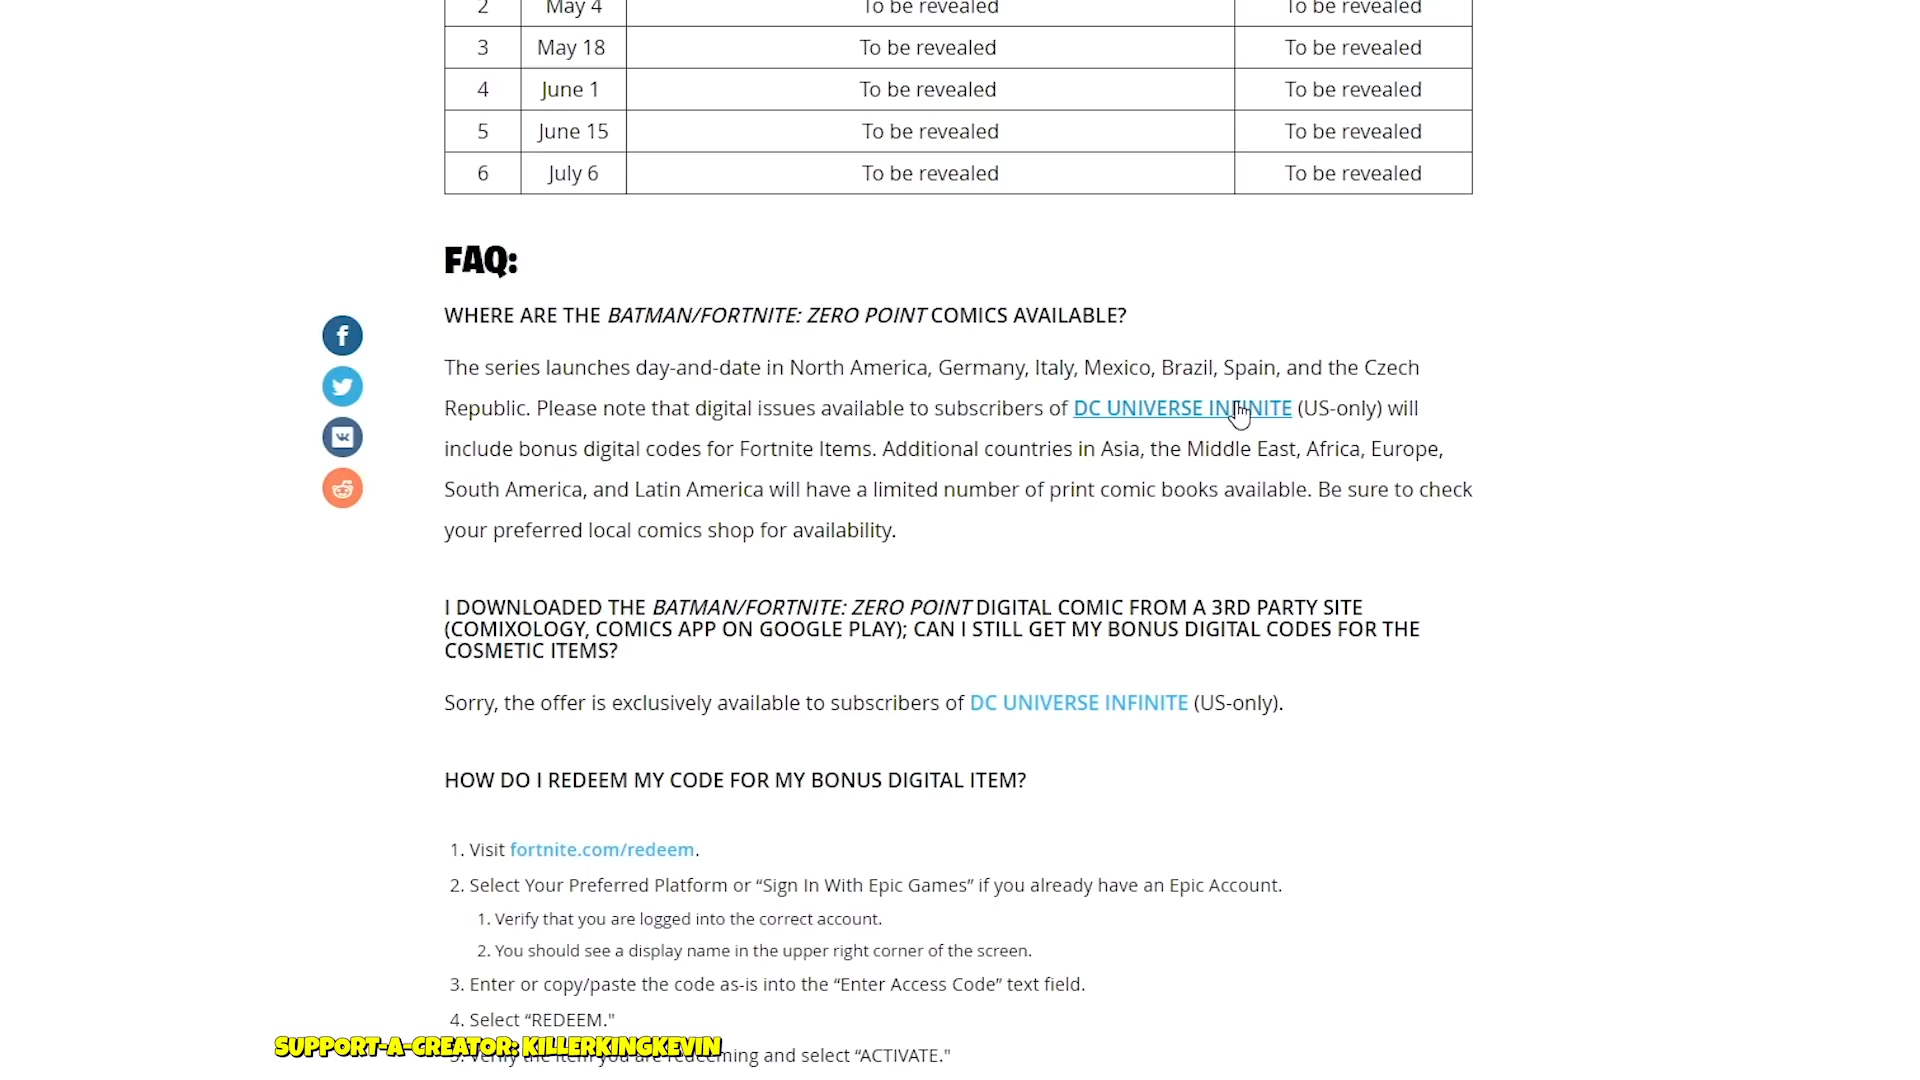 2 May 4 To be revealed To be revealed
3 May 18 To be revealed To be revealed
4 June 1 To be revealed To be revealed
5 June 15 To be revealed To be revealed
6 July 6 To be revealed To be revealed
FAQ:
WHERE ARE THE BATMAN/FORTNITE: ZERO POINT COMICS AVAILABLE?
The series launches day-and-date in North America, Germany, Italy, Mexico, Brazil, Spain, and the Czech
Republic. Please note that digital issues available to subscribers of DC UNIVERSE INFINITE (US-only) will
include bonus digital codes for Fortnite Items. Additional countries in Asia, the Middle East, Africa, Europe,
South America, and Latin America will have a limited number of print comic books available. Be sure to check
your preferred local comics shop for availability.
I DOWNLOADED THE BATMAN/FORTNITE: ZERO POINT DIGITAL COMIC FROM A 3RD PARTY SITE
(COMIXOLOGY, COMICS APP ON GOOGLE PLAY); CAN I STILL GET MY BONUS DIGITAL CODES FOR THE
COSMETIC ITEMS?
Sorry, the offer is exclusively available to subscribers of DC UNIVERSE INFINITE (US-only).
HOW DO I REDEEM MY CODE FOR MY BONUS DIGITAL ITEM?
1. Visit fortnite.com/redeem.
2. Select Your Preferred Platform or “Sign In With Epic Games” if you already have an Epic Account.
1. Verify that you are logged into the correct account.
2. You should see a display name in the upper right corner of the screen.
3. Enter or copy/paste the code as-is into the “Enter Access Code” text field.
4. Select “REDEEM."
SUPPORT-A-CREATOR: KILLERKINGKEVIN
5. Verify the item you are redeeming and select “ACTIVATE."